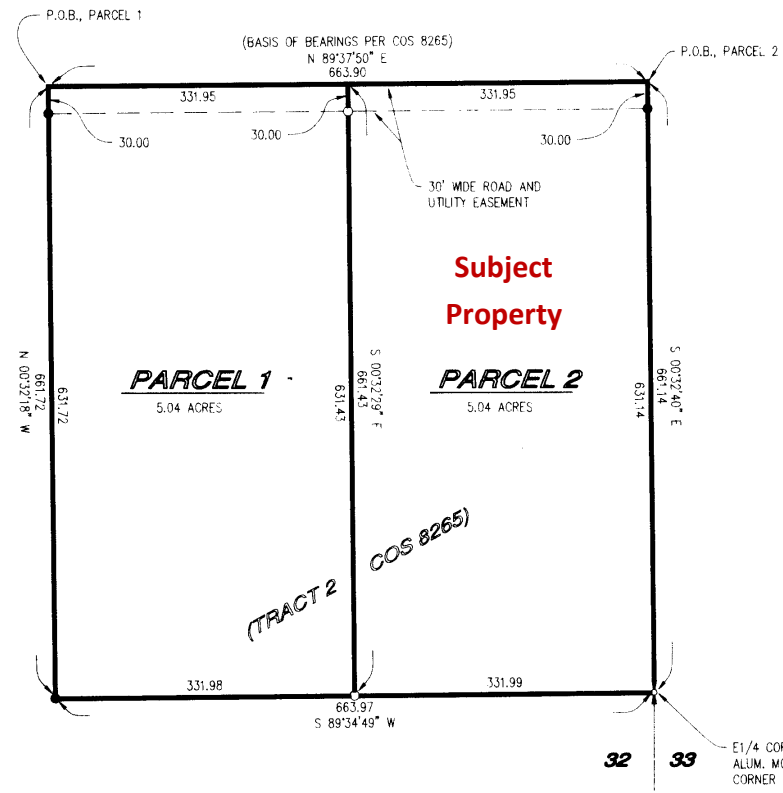 P.O.B., PARCEL 1
(BASIS OF BEARINGS PER COS 8265)
N 89°37'50" E
663.90
P.O.B., PARCEL 2
331.95
331.95
30.00
30.00
30.00
30' WIDE ROAD AND
UTILITY EASEMENT
Subject
Property
N 00°32'18" W
661.72
631.72
PARCEL 1
5.04 ACRES
631.43
661.43
S 00°32'29" E
PARCEL 2
5.04 ACRES
631.14
661.14
S 00°32'40" E
(TRACT 2 COS 8265)
331.98
331.99
663.97
S 89°34'49" W
32 33
E1/4 COR
ALUM. MO
CORNER